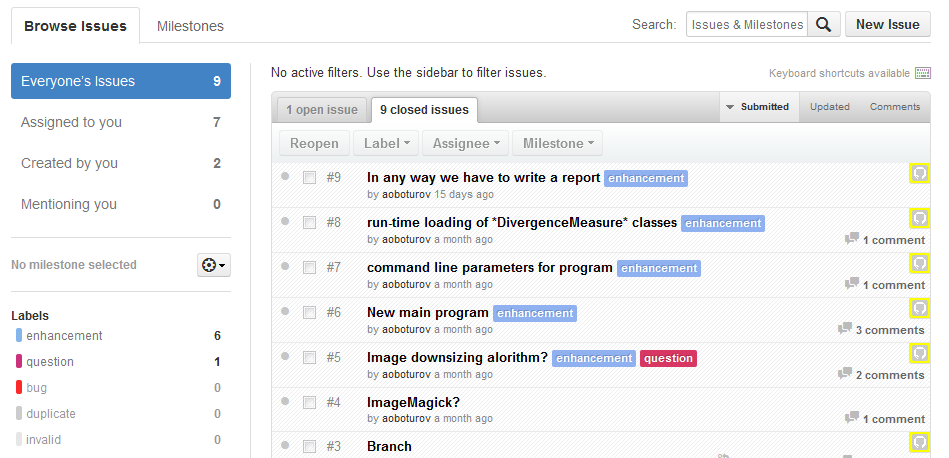 Browse Issues Milestones Search: Issues & Milestones New Issue
Everyone's Issues 9
Assigned to you 7
Created by you 2
Mentioning you 0
No milestone selected
Labels
enhancement 6
question 1
bug 0
duplicate 0
invalid 0
No active filters. Use the sidebar to filter issues. Keyboard shortcuts available
1 open issue 9 closed issues Submitted Updated Comments
Reopen Label Assignee Milestone
#9 In any way we have to write a report enhancement
by aoboturov 15 days ago
#8 run-time loading of *DivergenceMeasure* classes enhancement
by aoboturov a month ago 1 comment
#7 command line parameters for program enhancement
by aoboturov a month ago 1 comment
#6 New main program enhancement
by aoboturov a month ago 3 comments
#5 Image downsizing alorithm? enhancement question
by aoboturov a month ago 2 comments
#4 ImageMagick?
by aoboturov a month ago 1 comment
#3 Branch